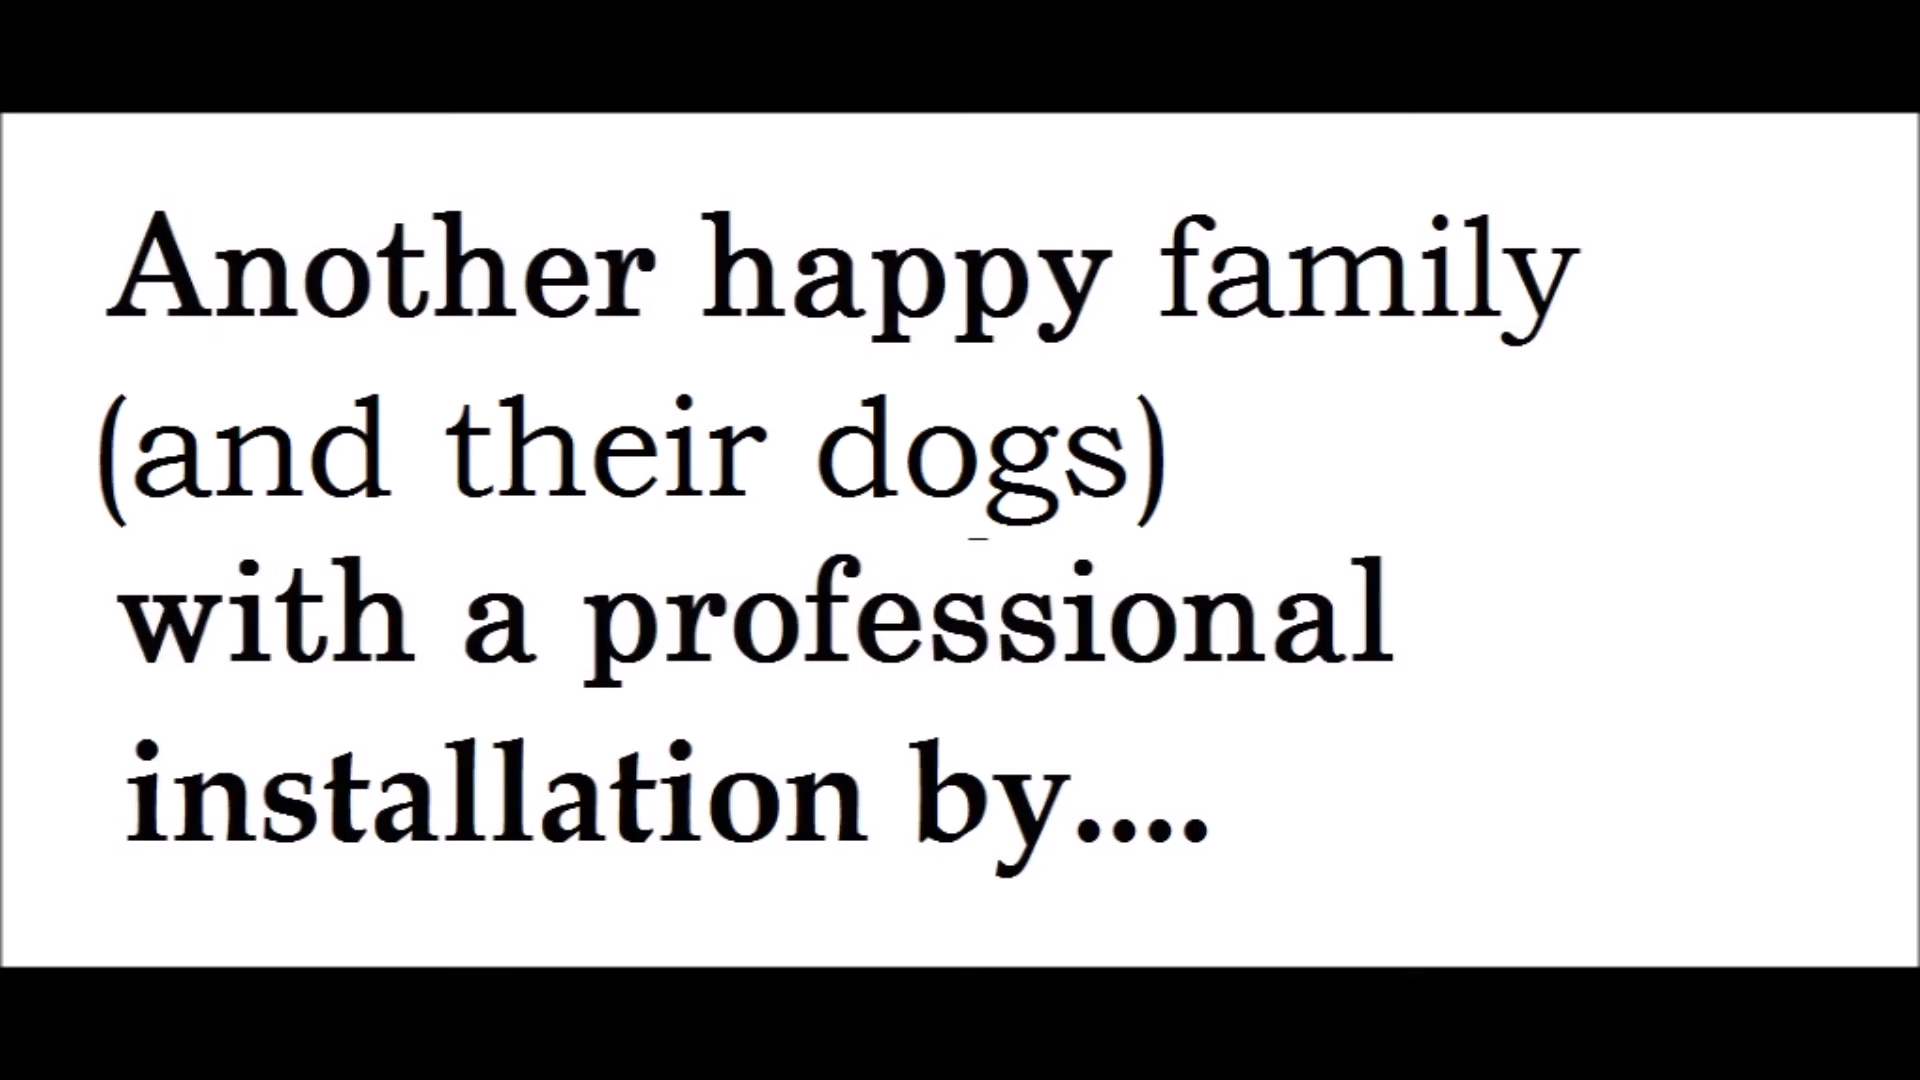 Another happy family
(and their dogs)
with a professional
installation by....